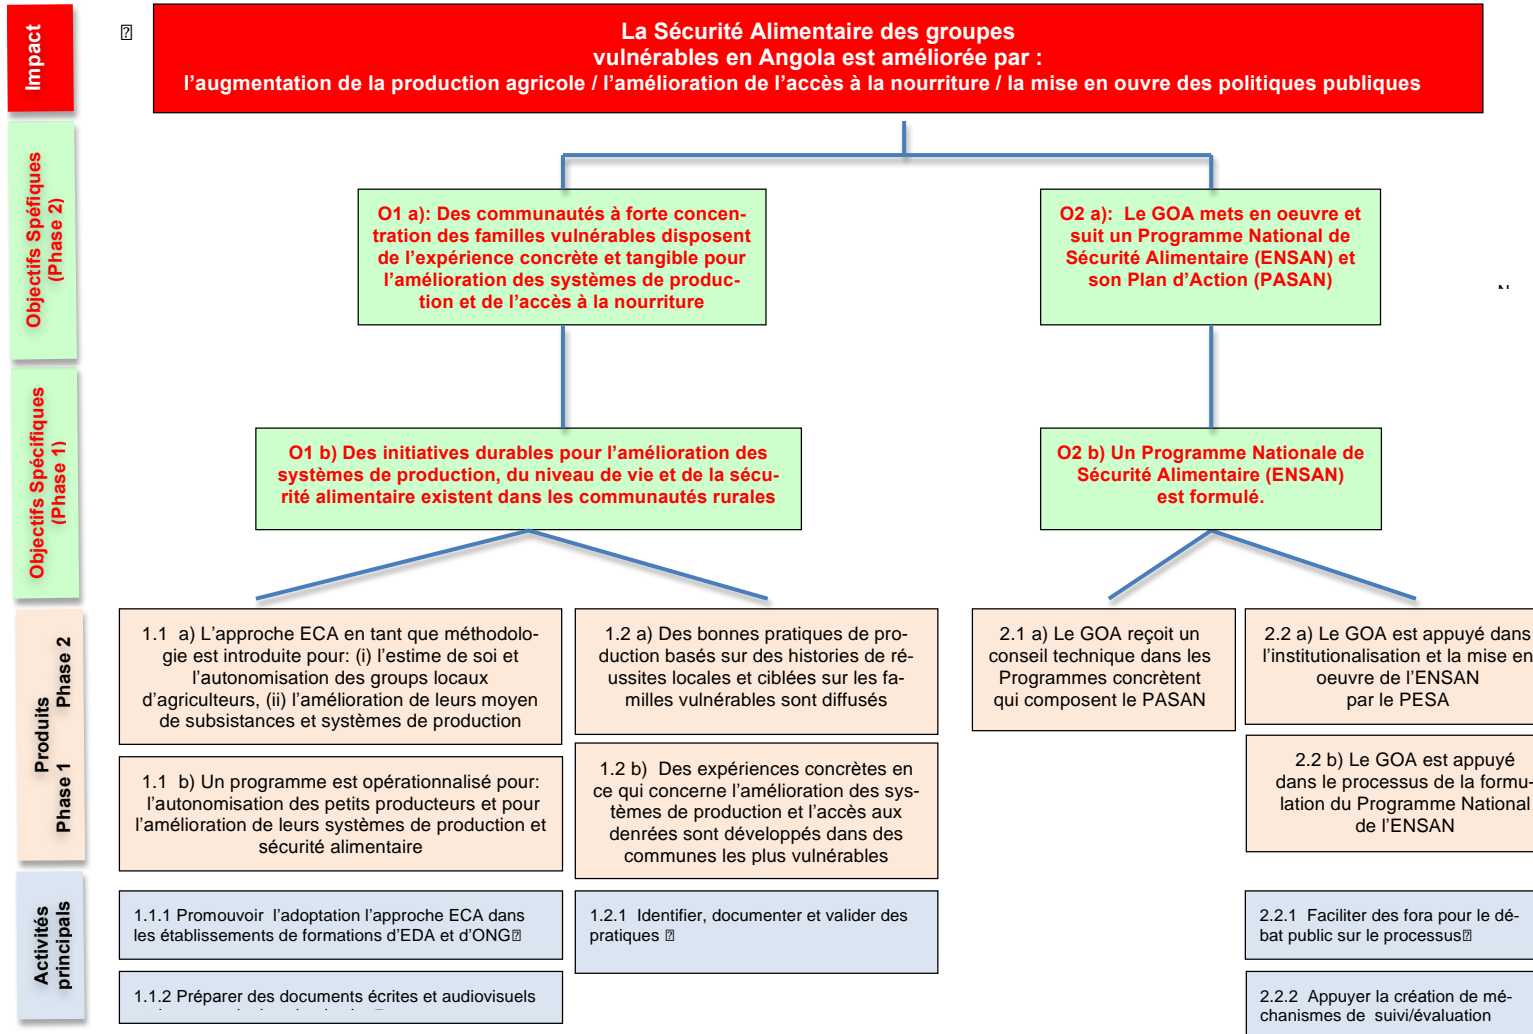 Impact
La Sécurité Alimentaire des groupes
vulnérables en Angola est améliorée par :
l’augmentation de la production agricole / l’amélioration de l’accès à la nourriture / la mise en ouvre des politiques publiques
Objectifs Spéfiques
(Phase 2)
O1 a): Des communautés à forte concen-
tration des familles vulnérables disposent
de l’expérience concrète et tangible pour
l’amélioration des systèmes de produc-
tion et de l’accès à la nourriture
O2 a): Le GOA mets en oeuvre et
suit un Programme National de
Sécurité Alimentaire (ENSAN) et
son Plan d’Action (PASAN)
Objectifs Spécifiques
(Phase 1)
O1 b) Des initiatives durables pour l’amélioration des
systèmes de production, du niveau de vie et de la sécu-
rité alimentaire existent dans les communautés rurales
O2 b) Un Programme Nationale de
Sécurité Alimentaire (ENSAN)
est formulé.
Produits
Phase 1 Phase 2
1.1 a) L’approche ECA en tant que méthodolo-
gie est introduite pour: (i) l’estime de soi et
l’autonomisation des groups locaux
d’agriculteurs, (ii) l’amélioration de leurs moyen
de subsistances et systèmes de production
1.2 a) Des bonnes pratiques de pro-
duction basés sur des histories de ré-
ussites locales et ciblées sur les fa-
milles vulnérables sont diffusés
2.1 a) Le GOA reçoit un
conseil technique dans les
Programmes concrètent
qui composent le PASAN
2.2 a) Le GOA est appuyé dans
l’institutionalisation et la mise en
oeuvre de l’ENSAN
par le PESA
1.1 b) Un programme est opérationnalisé pour:
l’autonomisation des petits producteurs et pour
l’amélioration de leurs systèmes de production et
sécurité alimentaire
1.2 b) Des expériences concrètes en
ce qui concerne l’amélioration des sys-
tèmes de production et l’accès aux
denrées sont développés dans des
communes les plus vulnérables
2.2 b) Le GOA est appuyé
dans le processus de la formu-
lation du Programme National
de l’ENSAN
Activités
principals
1.1.1 Promouvoir l’adoption l’approche ECA dans
les établissements de formations d’EDA et d’ONG
1.2.1 Identifier, documenter et valider des
pratiques
2.2.1 Faciliter des fora pour le dé-
bat public sur le processus
1.1.2 Préparer des documents écrites et audiovisuels
2.2.2 Appuyer la création de mé-
chanismes de suivi/évaluation